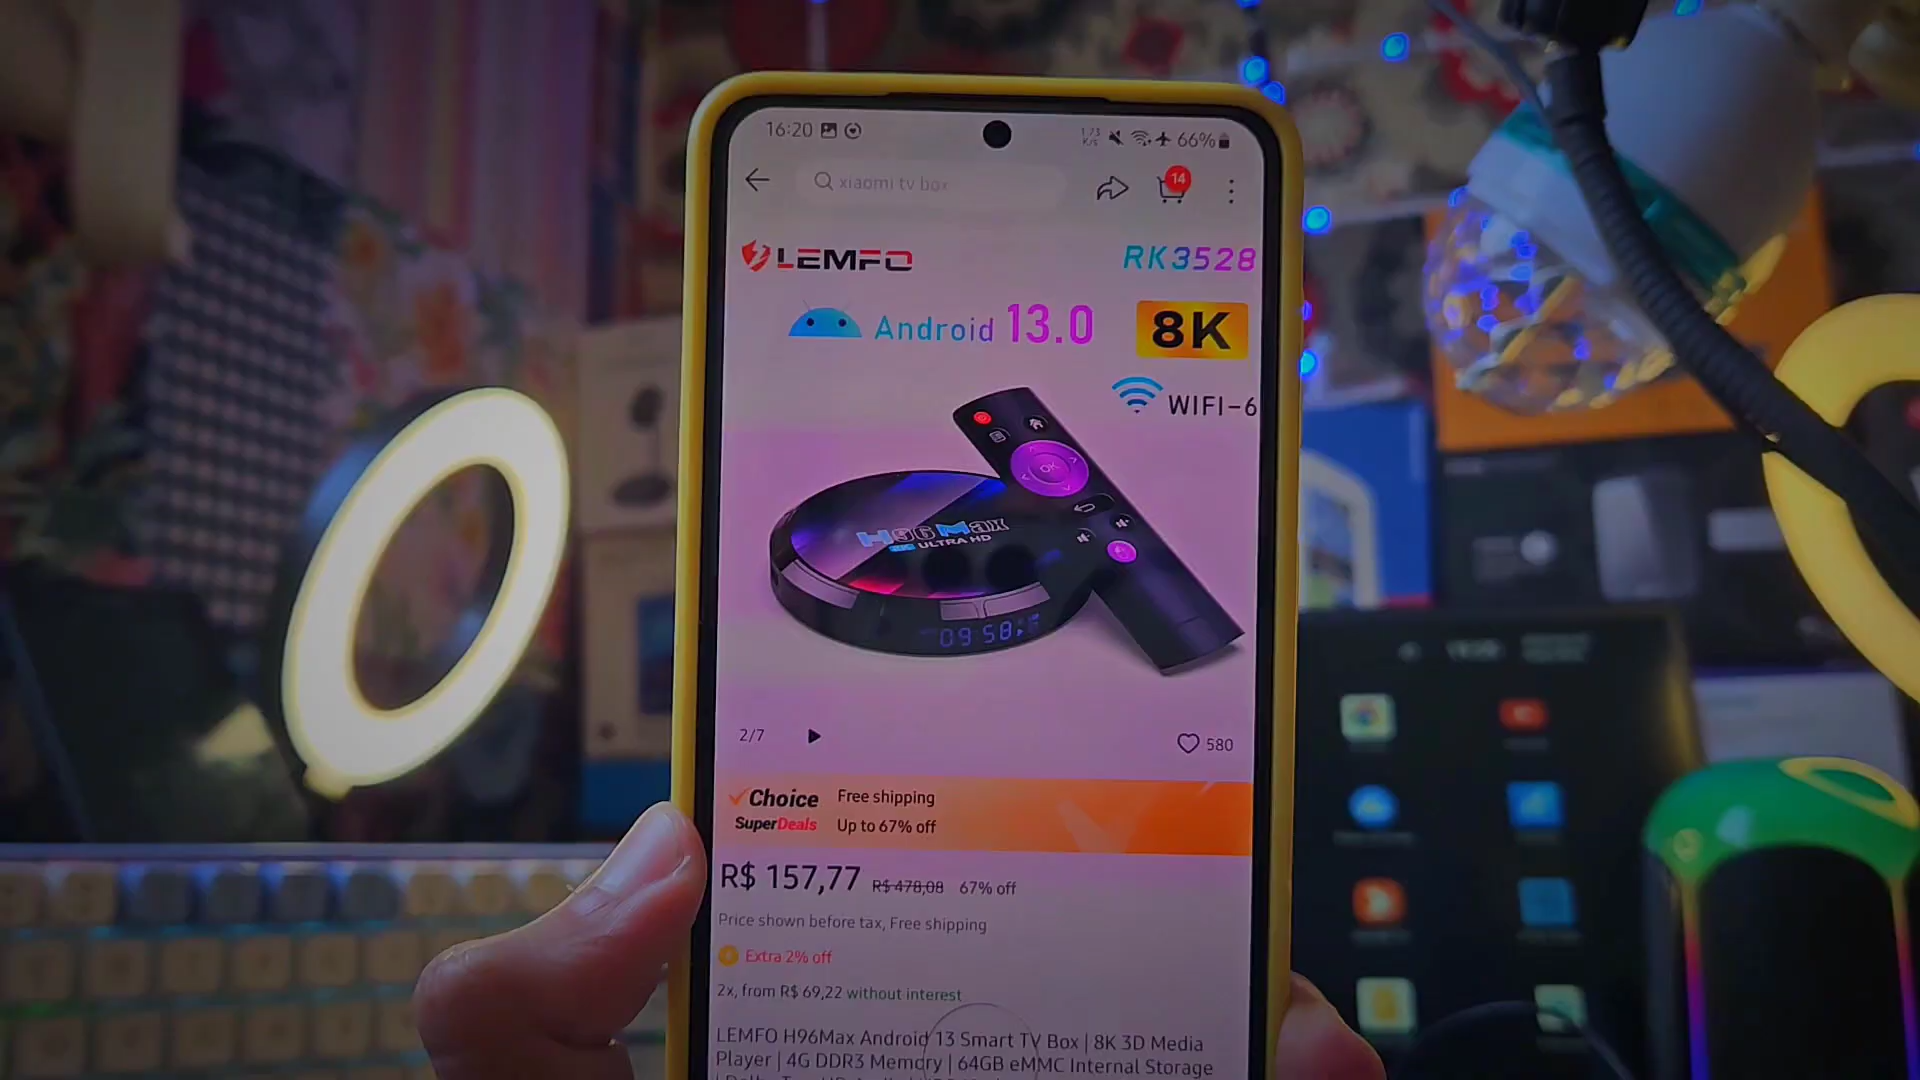 16:20
1.73 K/s 66%
xiaomi tv box
14
LEMFO
RK3528
Android 13.0
8K
WIFI-6
OK
H96 Max
ULTRA HD
09 58
2/7
580
Choice Free shipping
SuperDeals Up to 67% off
R$ 157,77 R$ 478,08 67% off
Price shown before tax, Free shipping
Extra 2% off
2x, from R$ 69,22 without interest
LEMFO H96Max Android 13 Smart TV Box | 8K 3D Media
Player | 4G DDR3 Memory | 64GB eMMC Internal Storage